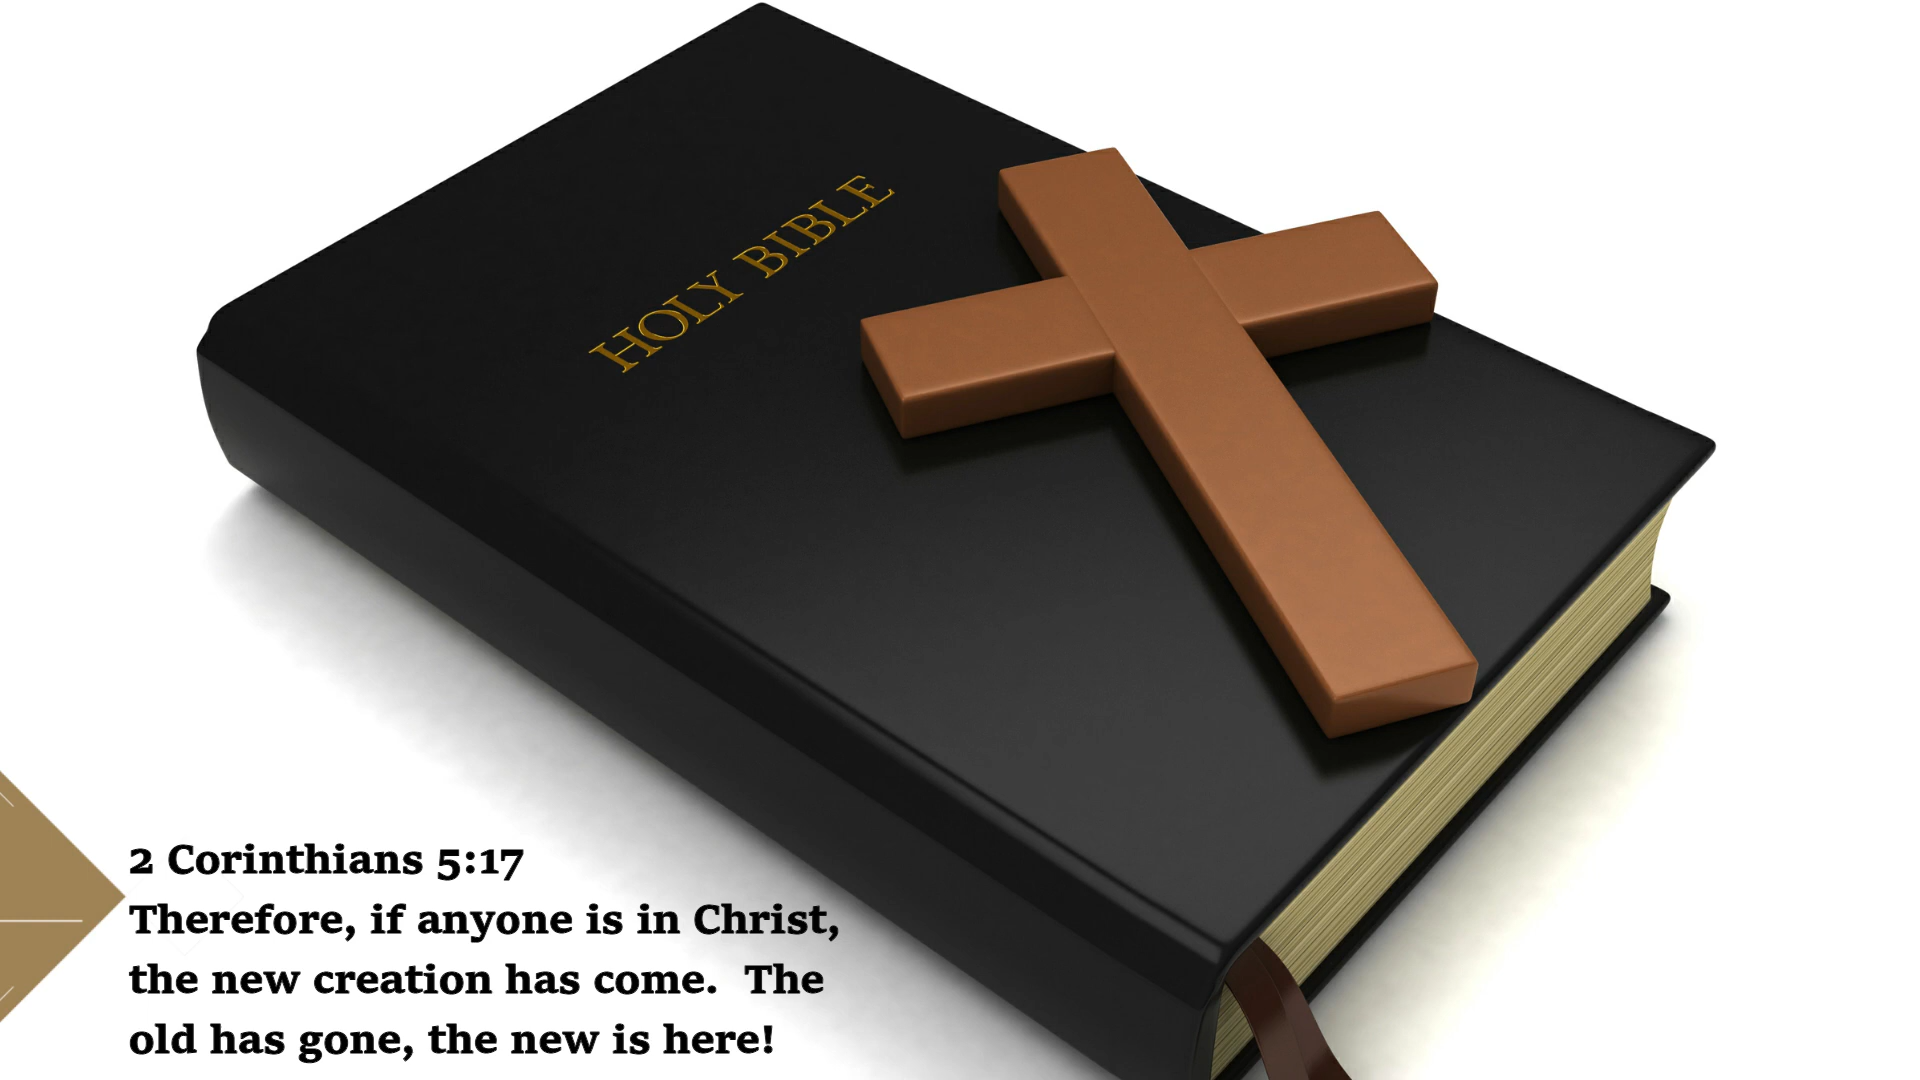 HOLY BIBLE
2 Corinthians 5:17
Therefore, if anyone is in Christ,
the new creation has come.  The
old has gone, the new is here!